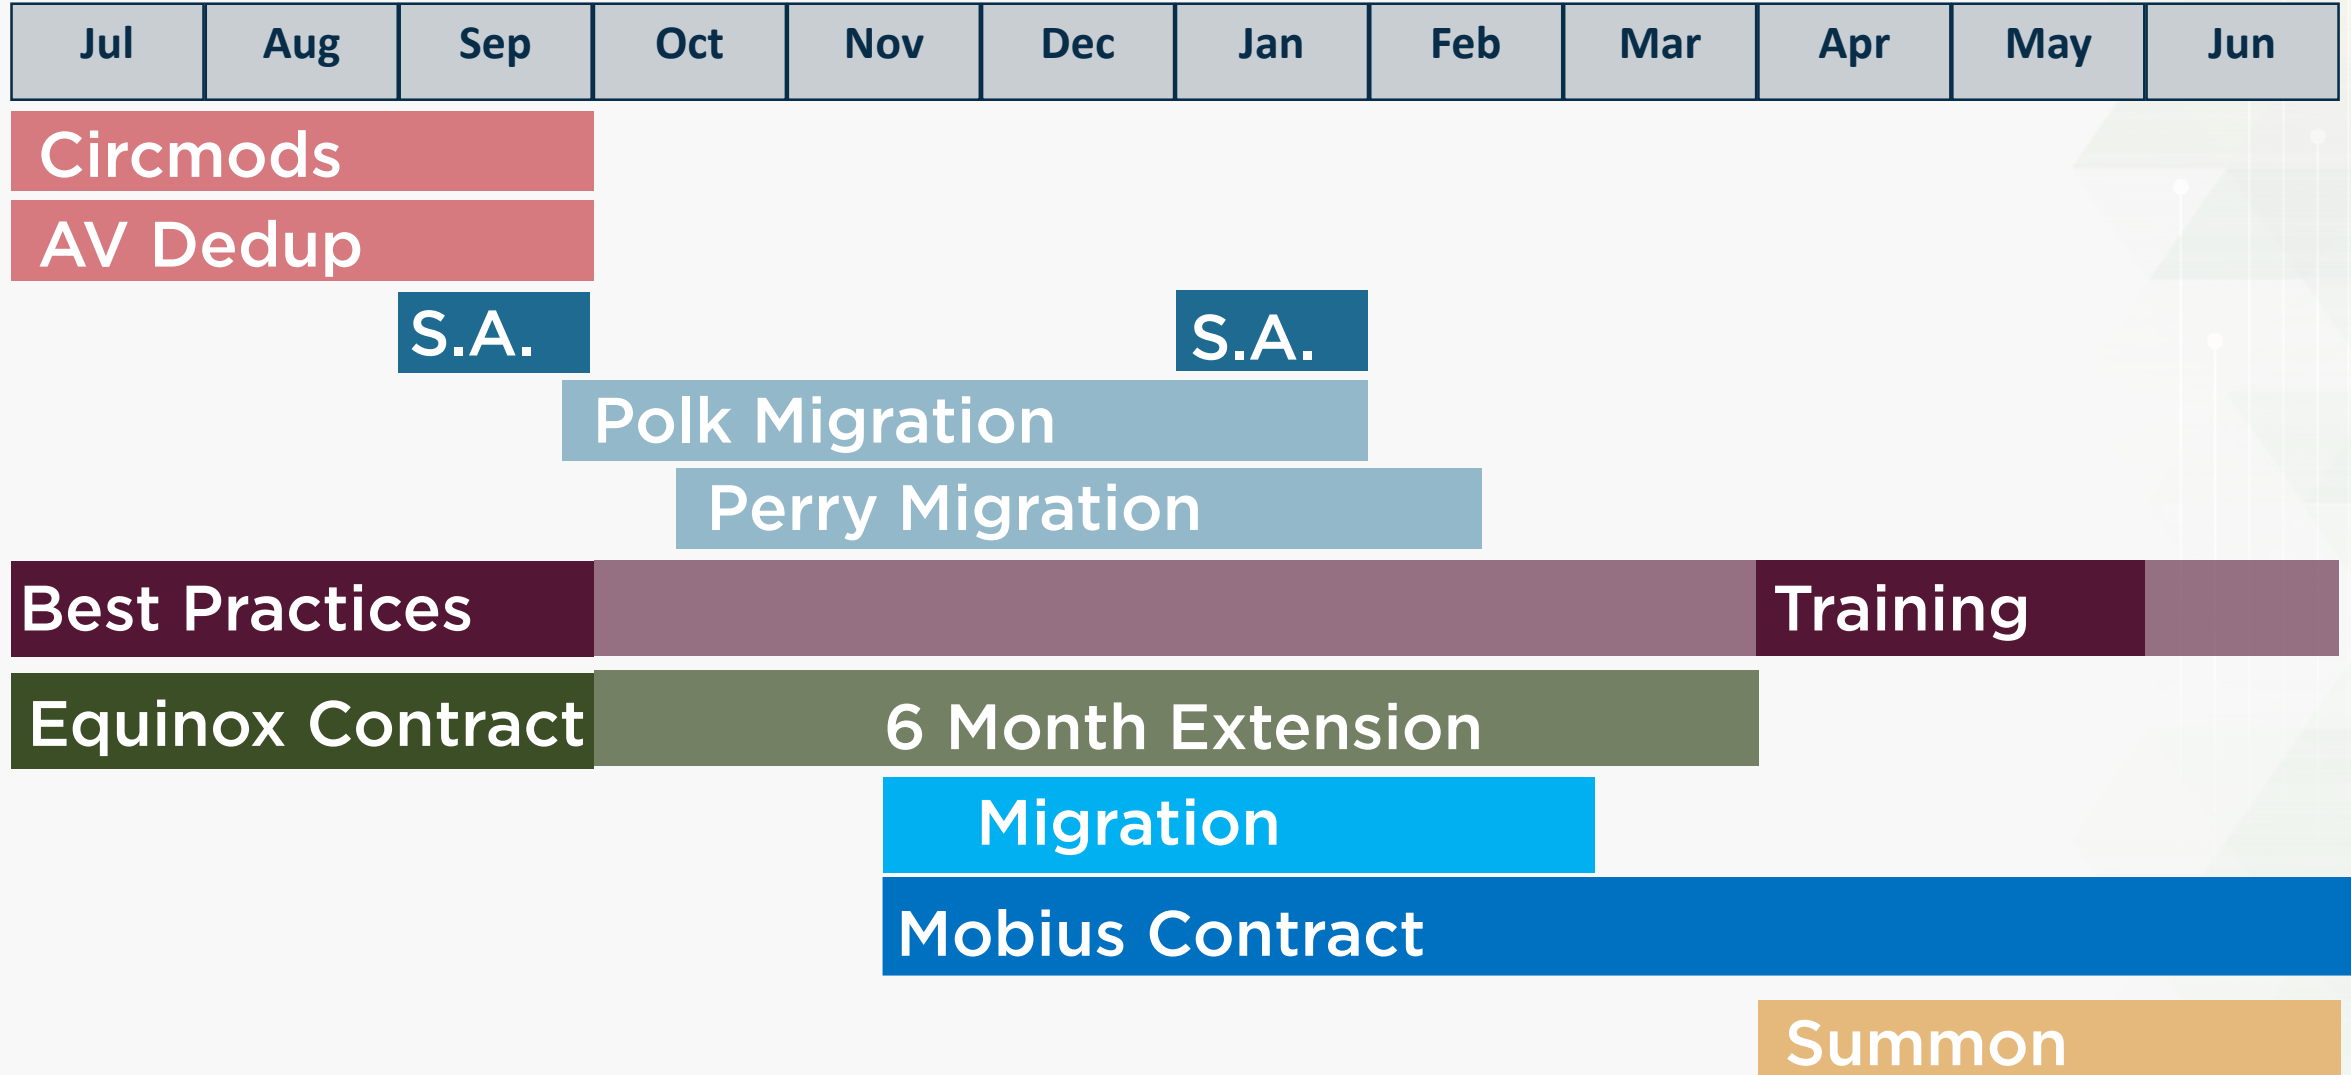 Jul Aug Sep Oct Nov Dec Jan Feb Mar Apr May Jun
Circmods
AV Dedup
S.A. S.A.
Polk Migration
Perry Migration
Best Practices Training
Equinox Contract 6 Month Extension
Migration
Mobius Contract
Summon